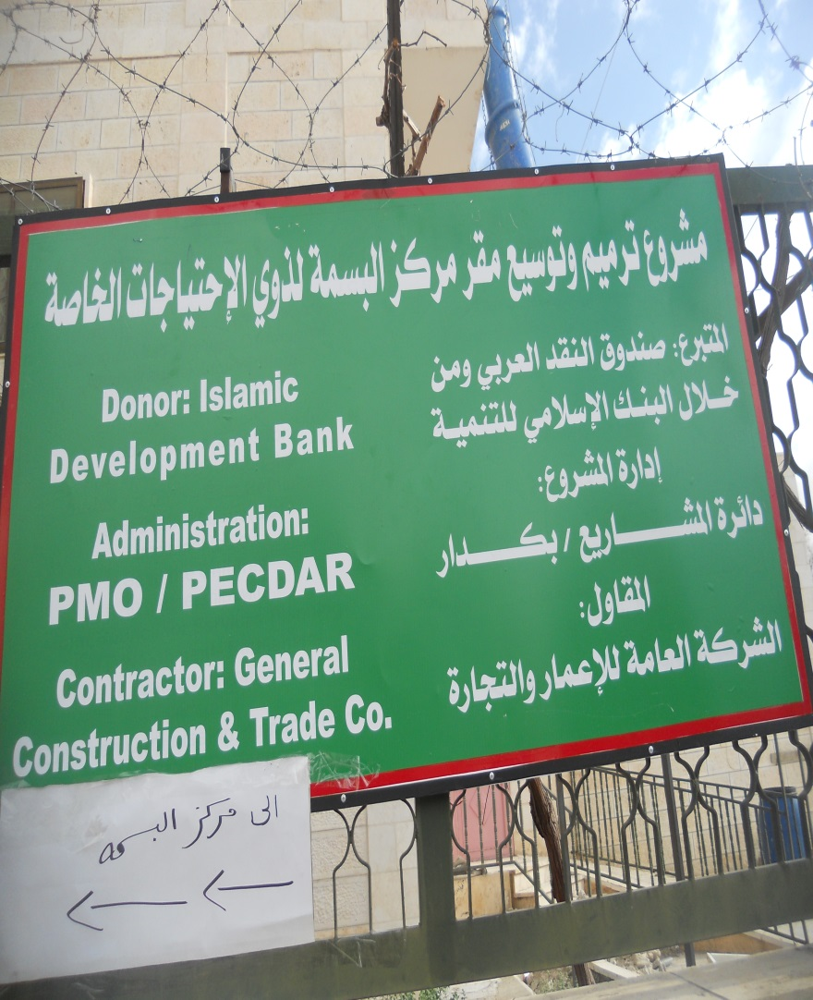 مشروع ترميم وتوسيع مقر مركز البسمة لذوي الإحتياجات الخاصة
المتبرع: صندوق النقد العربي ومن
خلال البنك الإسلامي للتنمية
إدارة المشروع:
دائرة المشاريع / بكدار
المقاول:
الشركة العامة للإعمار والتجارة
Donor: Islamic
Development Bank
Administration:
PMO / PECDAR
Contractor: General
Construction & Trade Co.
الى مركز البسمه